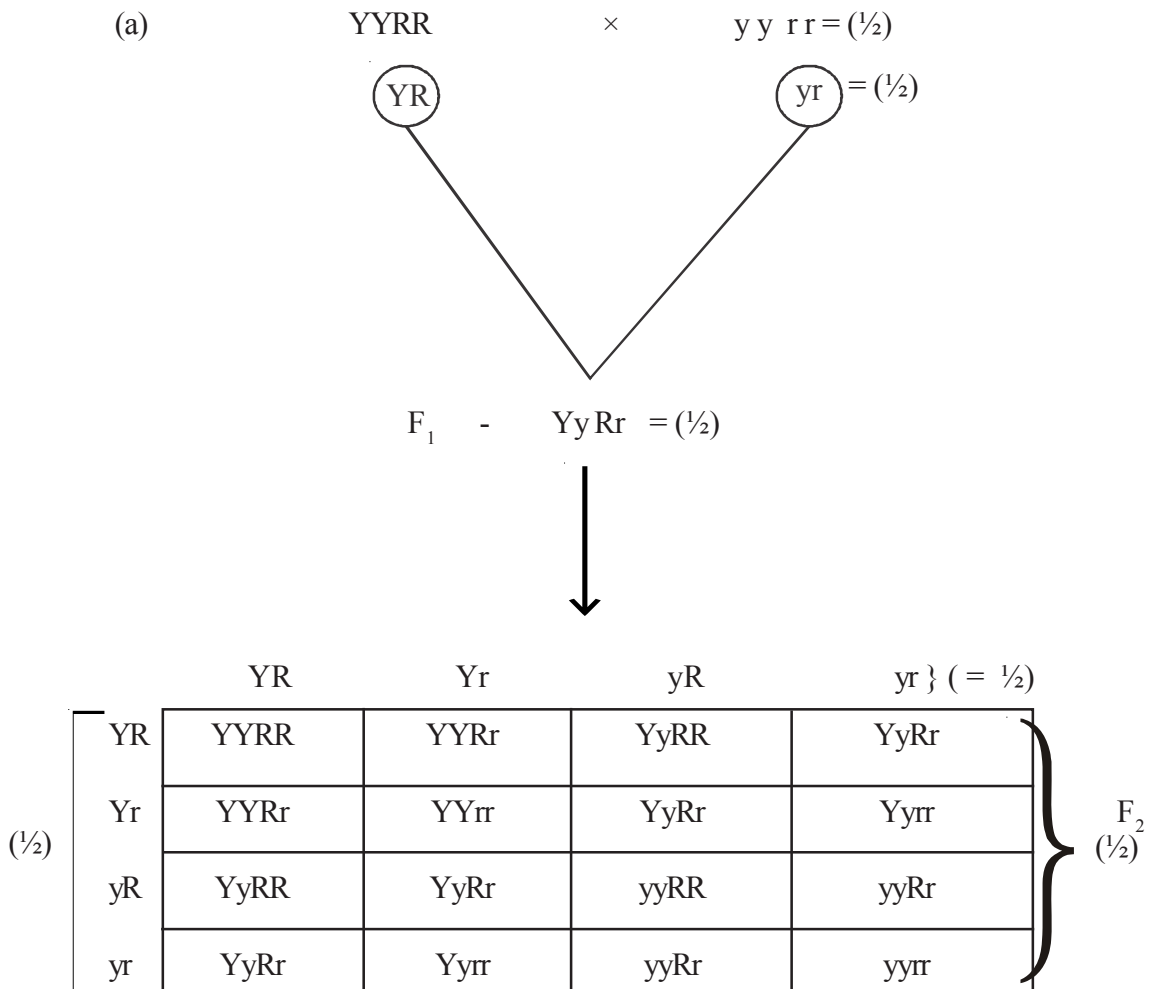 (a) YYRR × y y r r = (½)
YR yr = (½)
F₁ - Yy Rr = (½)
YR Yr yR yr } ( = ½)
YR YYRR YYRr YyRR YyRr
Yr YYRr YYrr YyRr Yyrr F₂
(½) (½)
yR YyRR YyRr yyRR yyRr
yr YyRr Yyrr yyRr yyrr